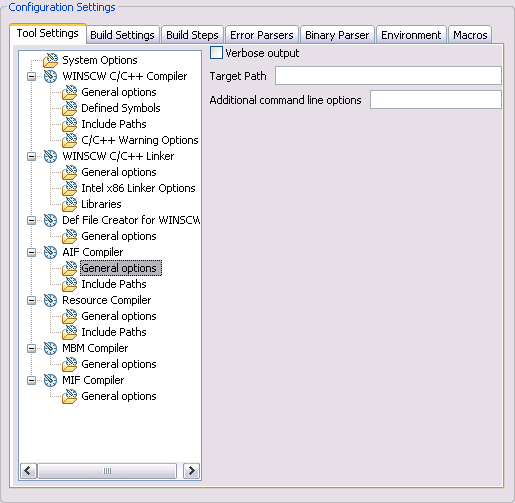 Configuration Settings
Tool Settings Build Settings Build Steps Error Parsers Binary Parser Environment Macros
System Options
WINSCW C/C++ Compiler
General options
Defined Symbols
Include Paths
C/C++ Warning Options
WINSCW C/C++ Linker
General options
Intel x86 Linker Options
Libraries
Def File Creator for WINSCW
General options
AIF Compiler
General options
Include Paths
Resource Compiler
General options
Include Paths
MBM Compiler
General options
MIF Compiler
General options
Verbose output
Target Path
Additional command line options